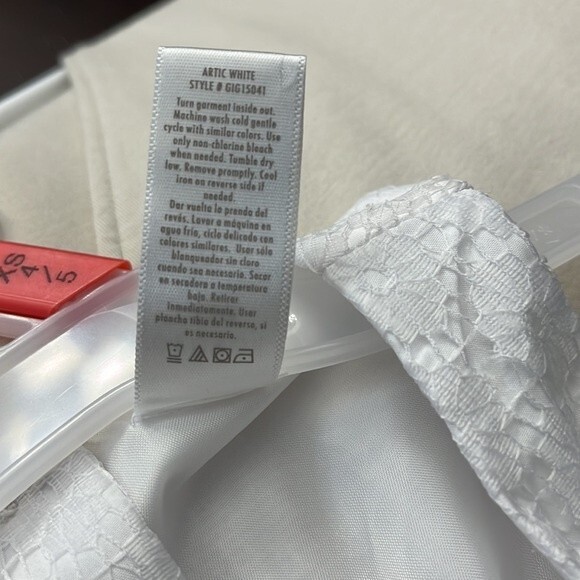 ARTIC WHITE
STYLE # GIG15041
Turn garment inside out.
Machine wash cold gentle
cycle with similar colors. Use
only non-chlorine bleach
when needed. Tumble dry
low. Remove promptly. Cool
iron on reverse side if
needed.
Dar vuelta le prenda del
revés. Lavar a máquina en
agua fría, ciclo delicado con
colores similares. Usar sólo
blanqueador sin cloro
cuando sea necesario. Secar
en secadora a temperatura
baja. Retirar
inmediatamente. Usar
plancha tibia del reverso, si
es necesario.
XS
4/5